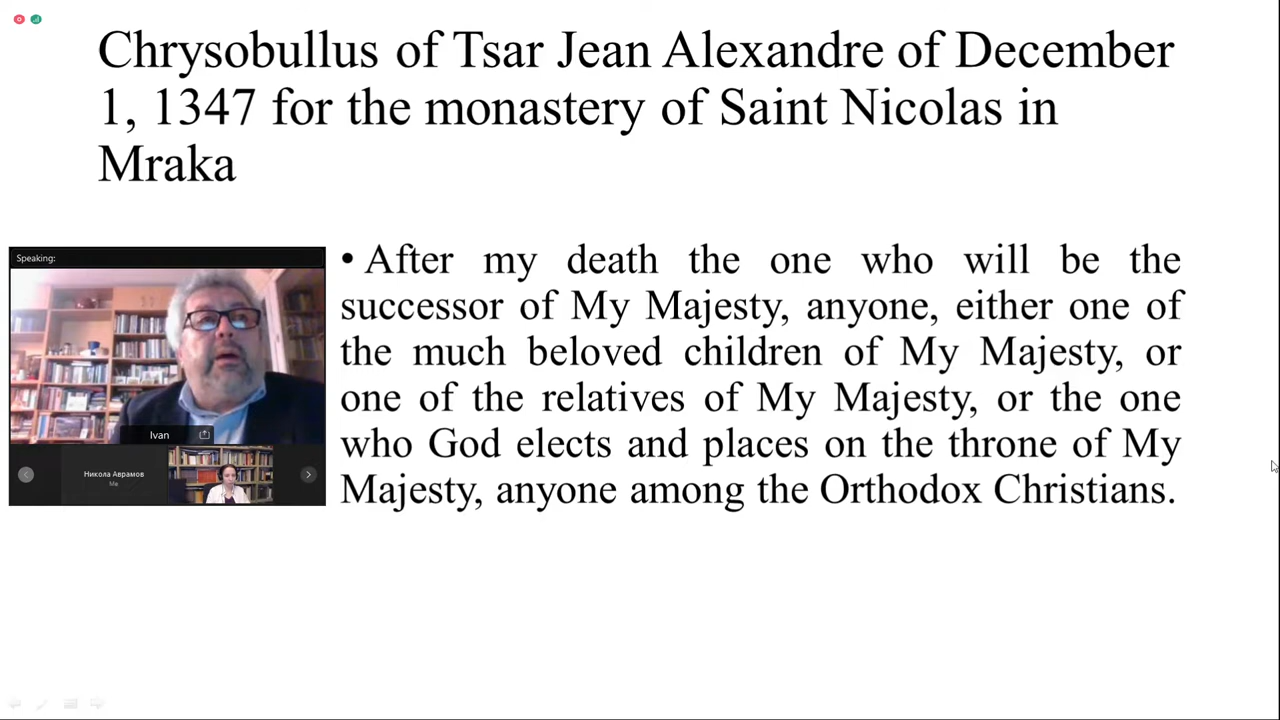 Chrysobullus of Tsar Jean Alexandre of December
1, 1347 for the monastery of Saint Nicolas in
Mraka
Speaking:
Ivan
Никола Аврамов
Me
• After my death the one who will be the
successor of My Majesty, anyone, either one of
the much beloved children of My Majesty, or
one of the relatives of My Majesty, or the one
who God elects and places on the throne of My
Majesty, anyone among the Orthodox Christians.